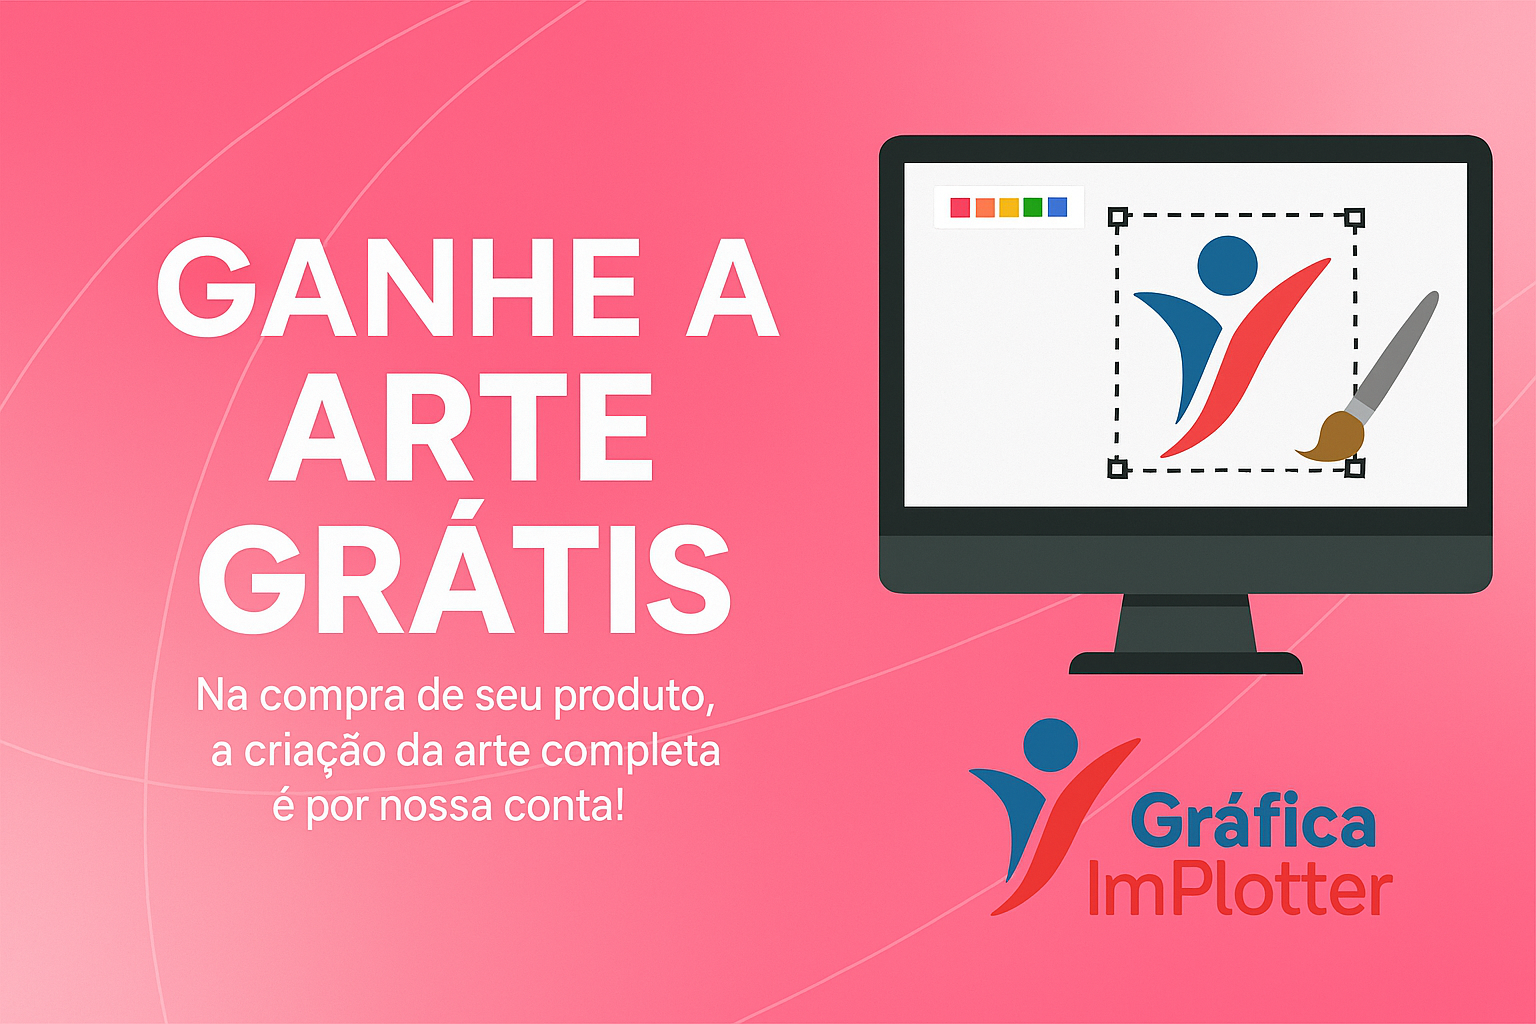 GANHE A
ARTE
GRÁTIS
Na compra de seu produto,
a criação da arte completa
é por nossa conta!
Gráfica
ImPlotter